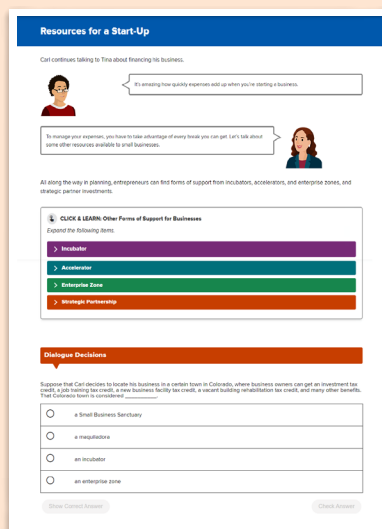 Resources for a Start-Up
Carl continues talking to Tina about financing his business.
It's amazing how quickly expenses add up when you're starting a business.
To manage your expenses, you have to take advantage of every break you can get. Let's talk about
some other resources available to small businesses.
All along the way in planning, entrepreneurs can find forms of support from incubators, accelerators, and enterprise zones, and
strategic partner investments.
CLICK & LEARN: Other Forms of Support for Businesses
Expand the following items.
Incubator
Accelerator
Enterprise Zone
Strategic Partnership
Dialogue Decisions
Suppose that Carl decides to locate his business in a certain town in Colorado, where business owners can get an investment tax
credit, a job training tax credit, a new business facility tax credit, a vacant building rehabilitation tax credit, and many other benefits.
That Colorado town is considered __________.
a Small Business Sanctuary
a maquiladora
an incubator
an enterprise zone
Show Correct Answer
Check Answer